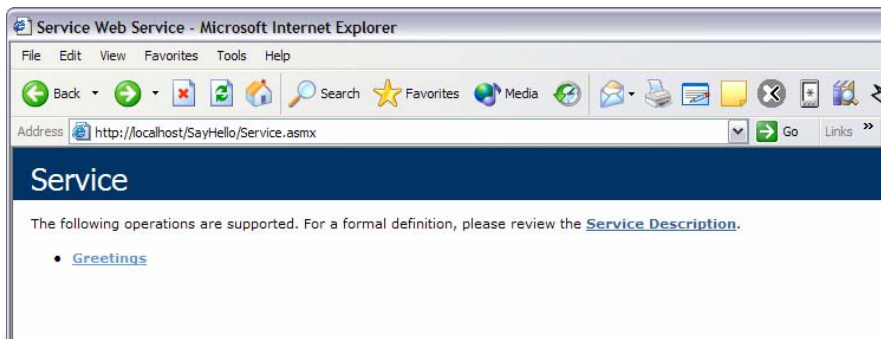 Service Web Service - Microsoft Internet Explorer
File Edit View Favorites Tools Help
Back Search Favorites Media
Address http://localhost/SayHello/Service.asmx Go Links »
Service
The following operations are supported. For a formal definition, please review the Service Description.
• Greetings